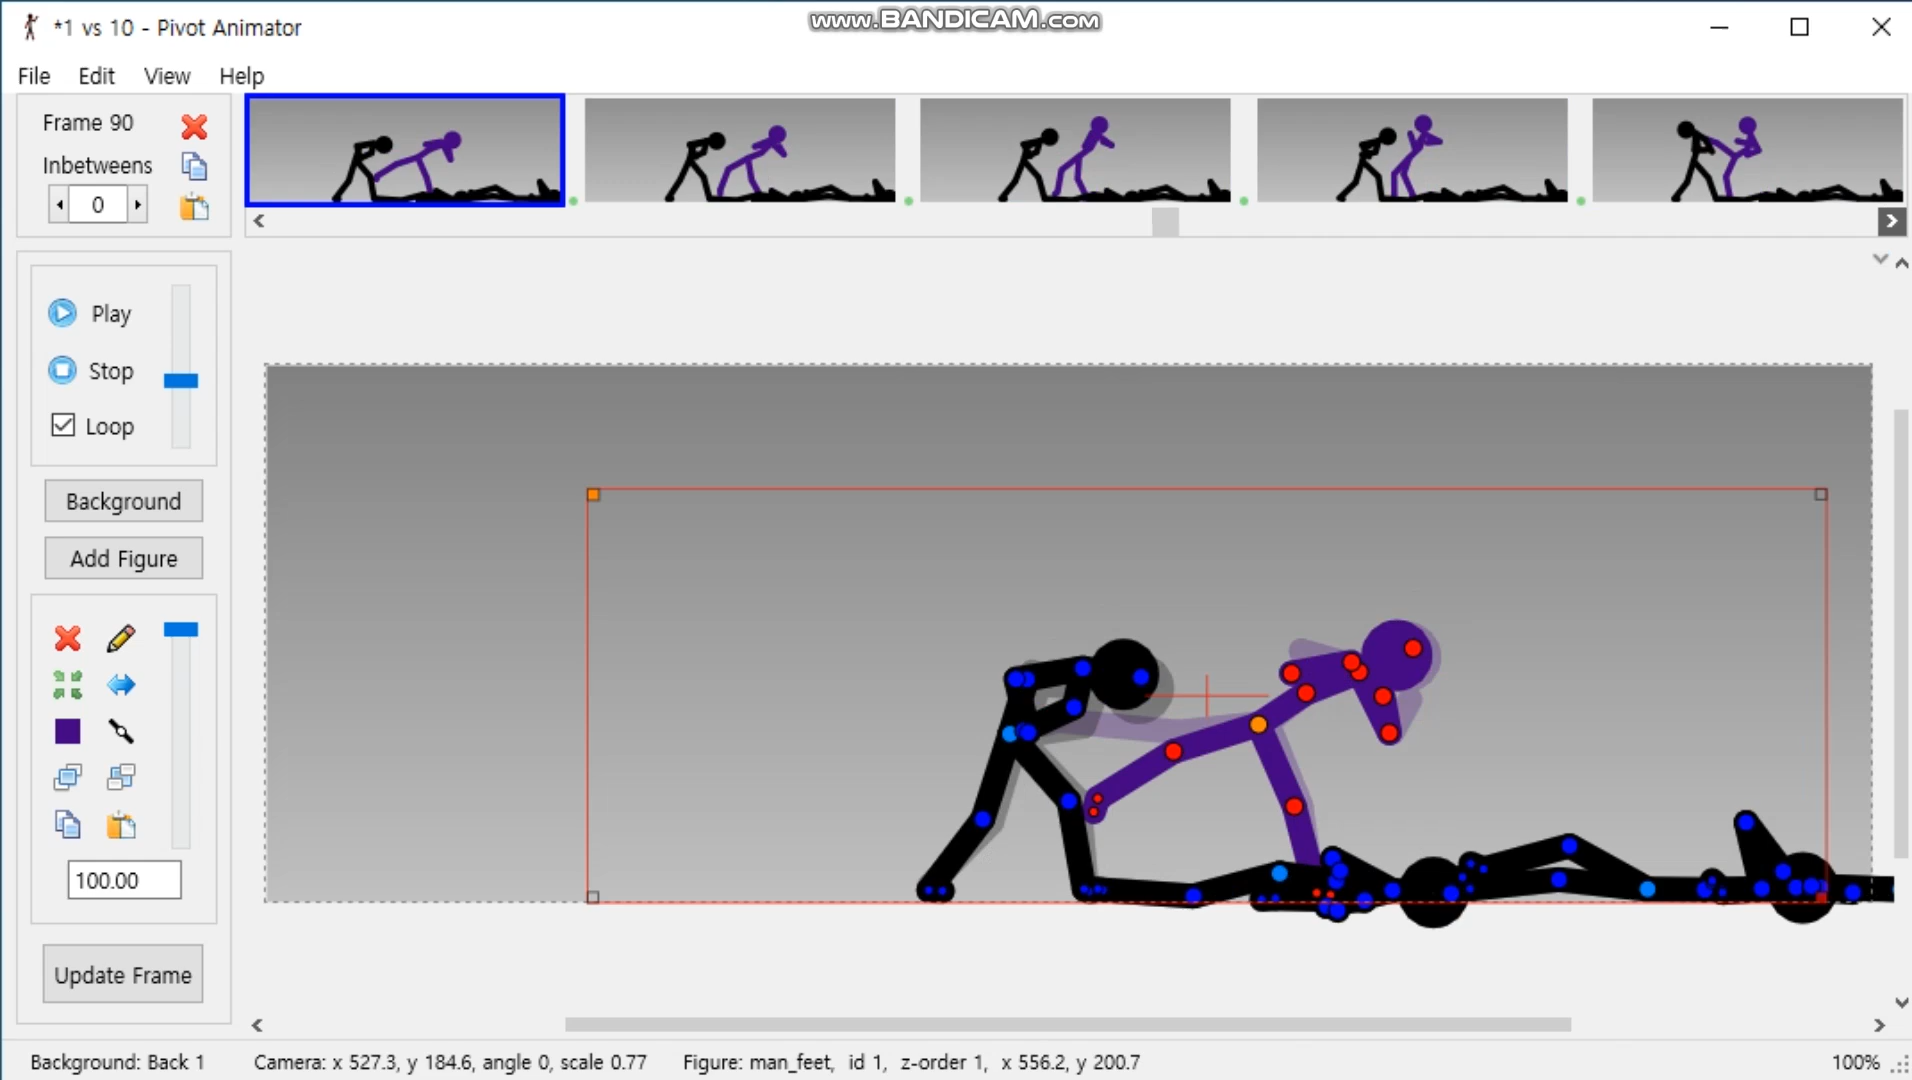 *1 vs 10 - Pivot Animator
www.BANDICAM.com
File Edit View Help
Frame 90
Inbetweens
0
Play
Stop
Loop
Background
Add Figure
100.00
Update Frame
Background: Back 1 Camera: x 527.3, y 184.6, angle 0, scale 0.77 Figure: man_feet, id 1, z-order 1, x 556.2, y 200.7 100%